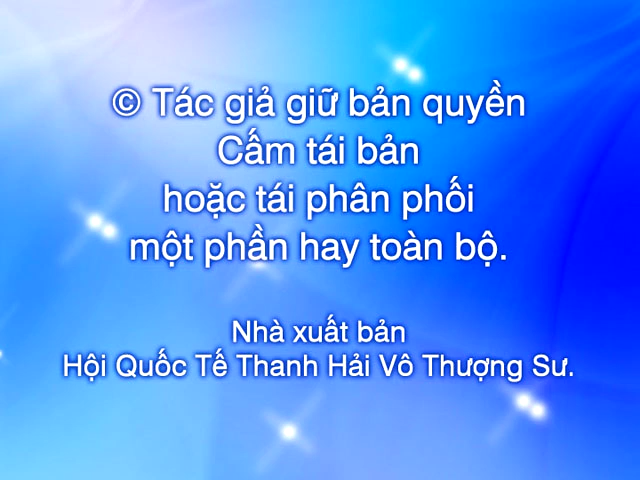 © Tác giả giữ bản quyền
Cấm tái bản
hoặc tái phân phối
một phần hay toàn bộ.
Nhà xuất bản
Hội Quốc Tế Thanh Hải Vô Thượng Sư.